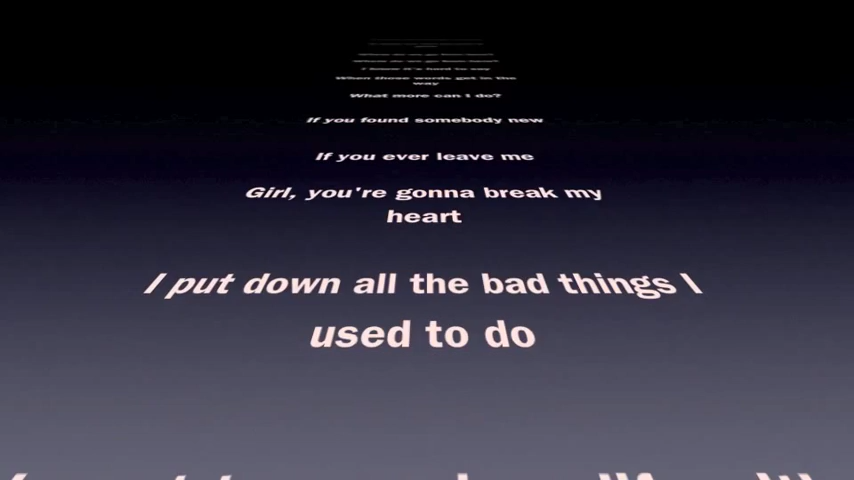 I know it's hard to say
When those words get in the
way
What more can I do?
If you found somebody new
If you ever leave me
Girl, you're gonna break my
heart
I put down all the bad things I
used to do